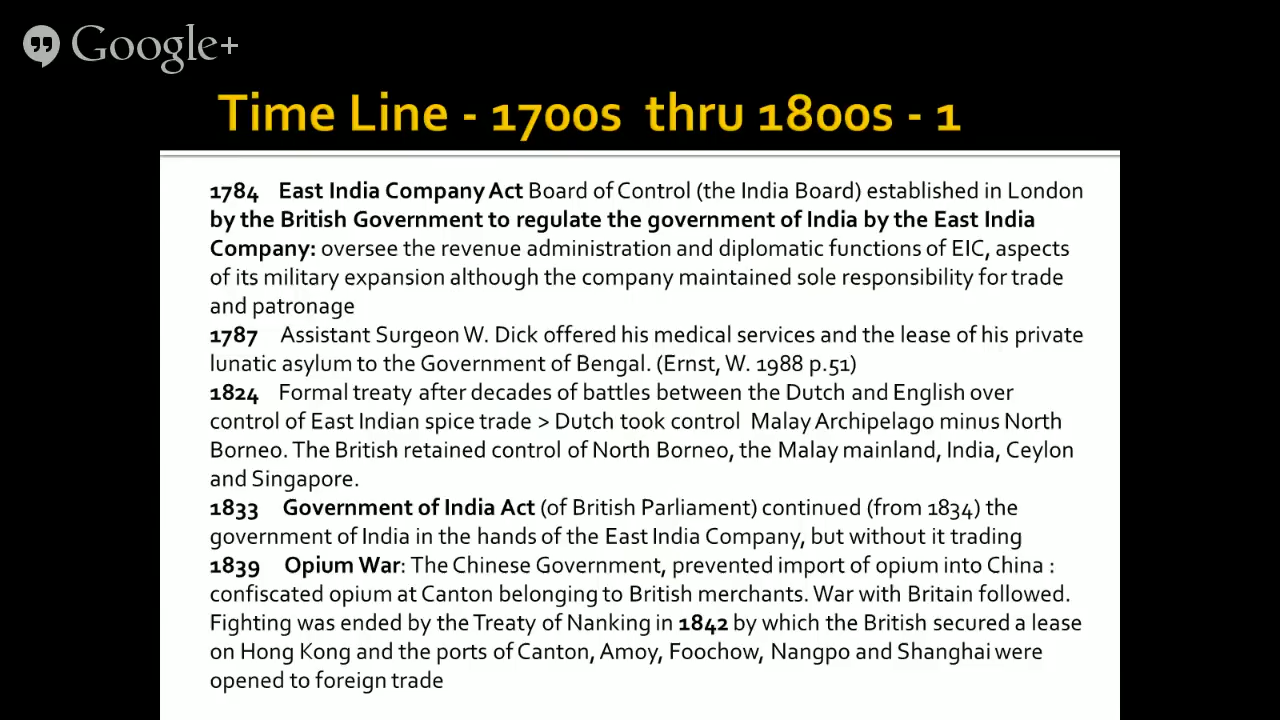 Google+
Time Line - 1700s thru 1800s - 1
1784 East India Company Act Board of Control (the India Board) established in London
by the British Government to regulate the government of India by the East India
Company: oversee the revenue administration and diplomatic functions of EIC, aspects
of its military expansion although the company maintained sole responsibility for trade
and patronage
1787 Assistant Surgeon W. Dick offered his medical services and the lease of his private
lunatic asylum to the Government of Bengal. (Ernst, W. 1988 p.51)
1824 Formal treaty after decades of battles between the Dutch and English over
control of East Indian spice trade > Dutch took control Malay Archipelago minus North
Borneo. The British retained control of North Borneo, the Malay mainland, India, Ceylon
and Singapore.
1833 Government of India Act (of British Parliament) continued (from 1834) the
government of India in the hands of the East India Company, but without it trading
1839 Opium War: The Chinese Government, prevented import of opium into China :
confiscated opium at Canton belonging to British merchants. War with Britain followed.
Fighting was ended by the Treaty of Nanking in 1842 by which the British secured a lease
on Hong Kong and the ports of Canton, Amoy, Foochow, Nangpo and Shanghai were
opened to foreign trade